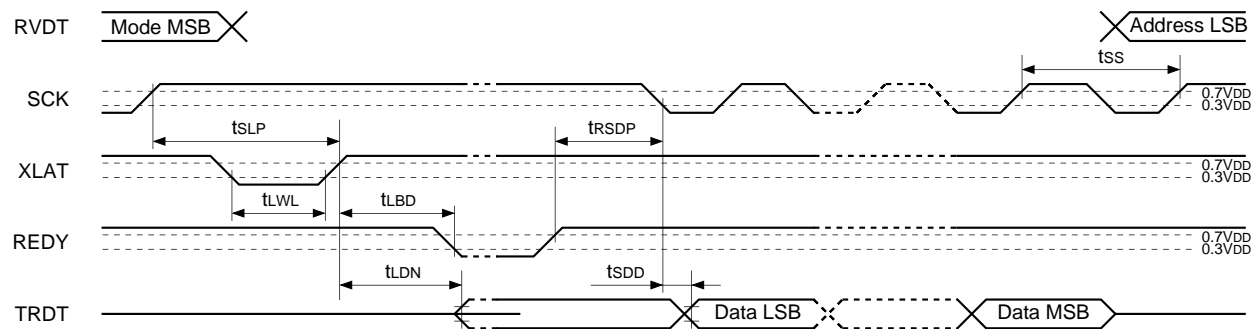 RVDT Mode MSB Address LSB
tSS
SCK 0.7VDD
0.3VDD
tSLP tRSDP
XLAT 0.7VDD
0.3VDD
tLWL tLBD
REDY 0.7VDD
0.3VDD
tLDN tSDD
TRDT Data LSB Data MSB